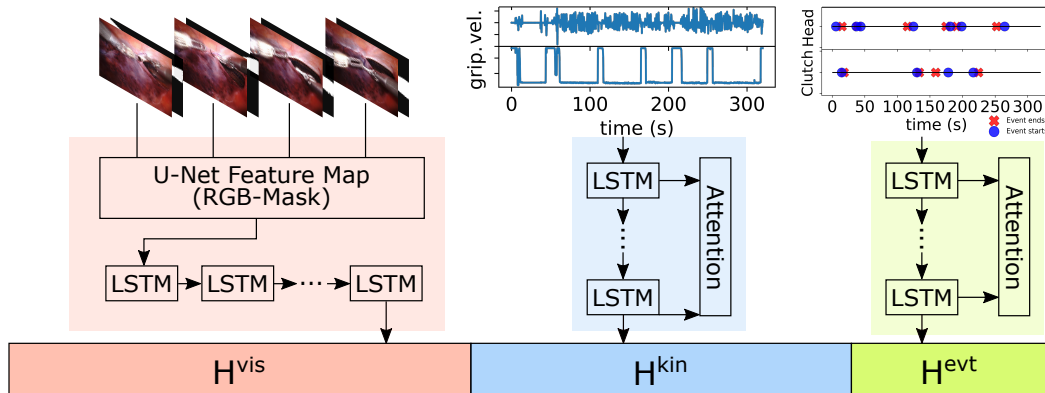 grip. vel.
0 100 200 300
time (s)
Clutch Head
0 50 100 150 200 300
time (s)
Event ends
Event starts
U-Net Feature Map
(RGB-Mask)
LSTM LSTM ... LSTM
LSTM
...
LSTM
Attention
LSTM
...
LSTM
Attention
H^vis H^kin H^evt